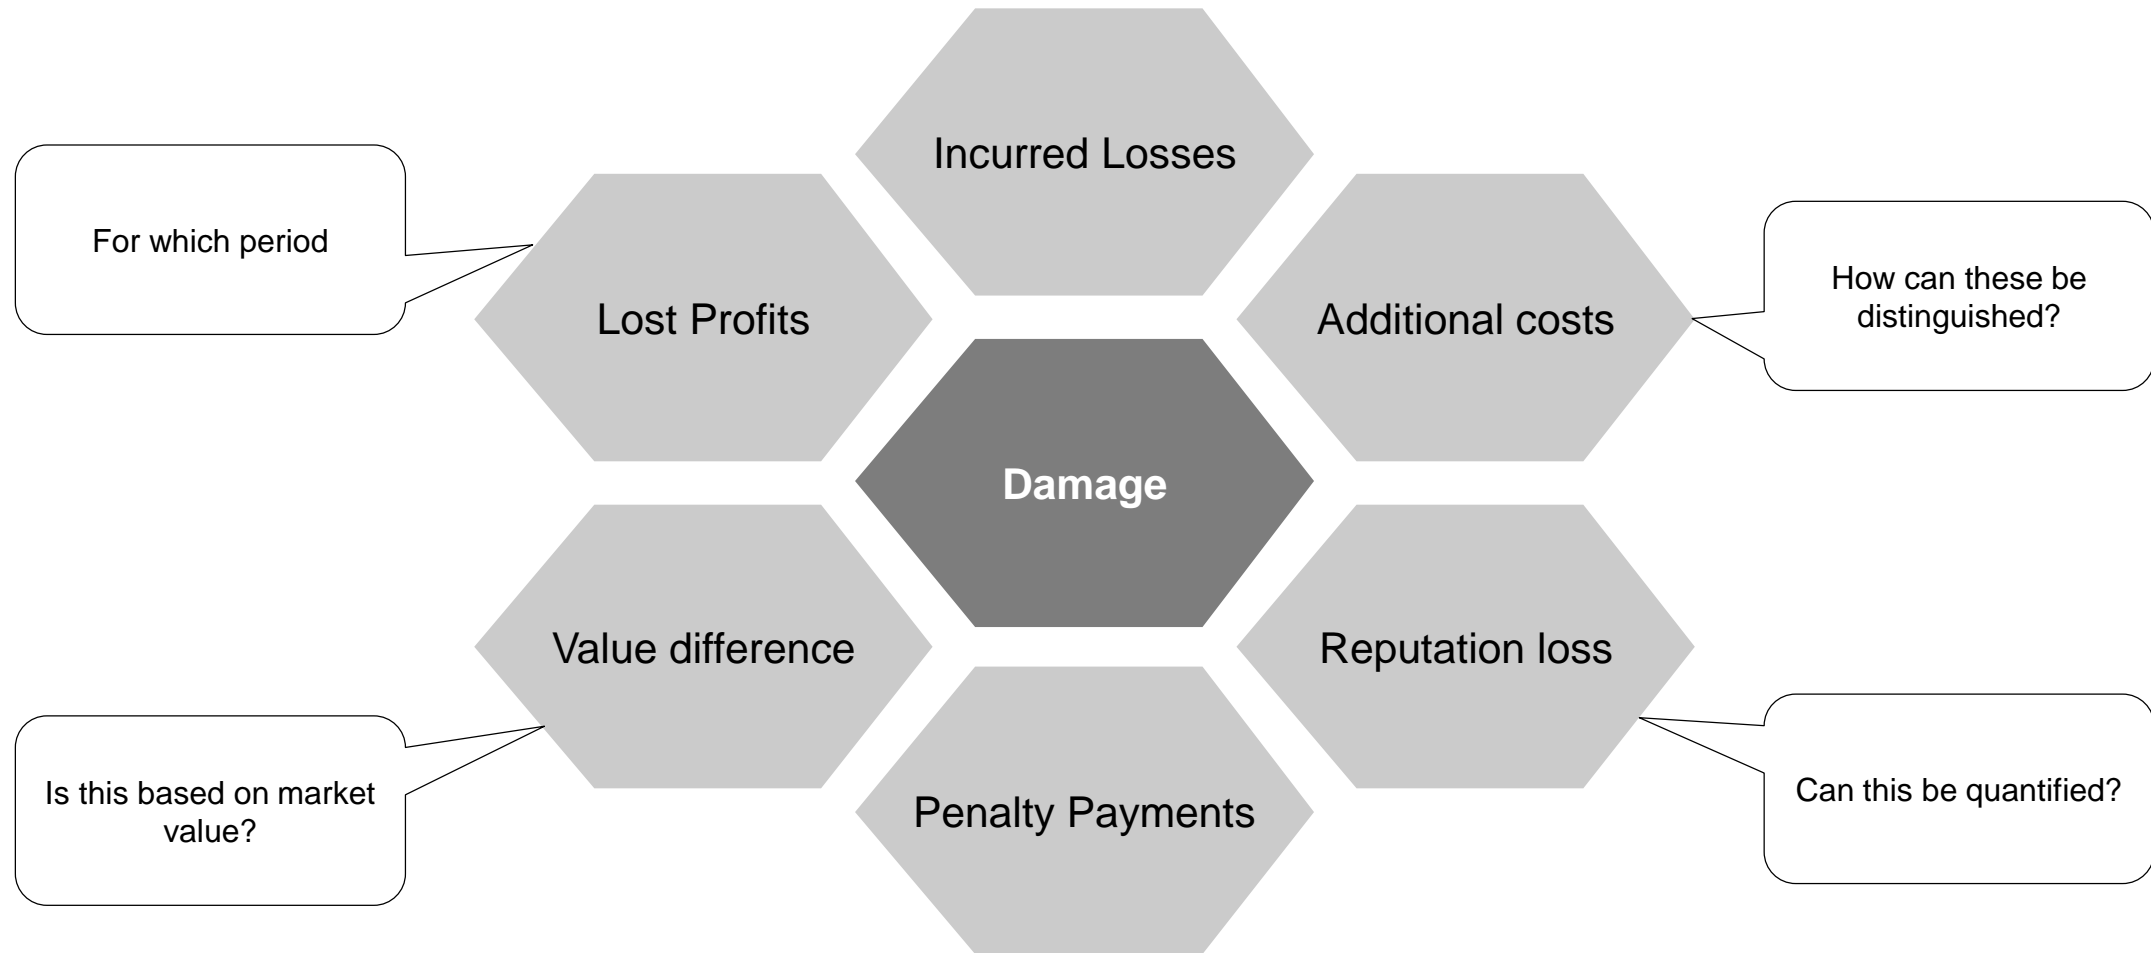 Incurred Losses
For which period
Lost Profits
Additional costs
How can these be
distinguished?
Damage
Value difference
Reputation loss
Is this based on market
value?
Penalty Payments
Can this be quantified?